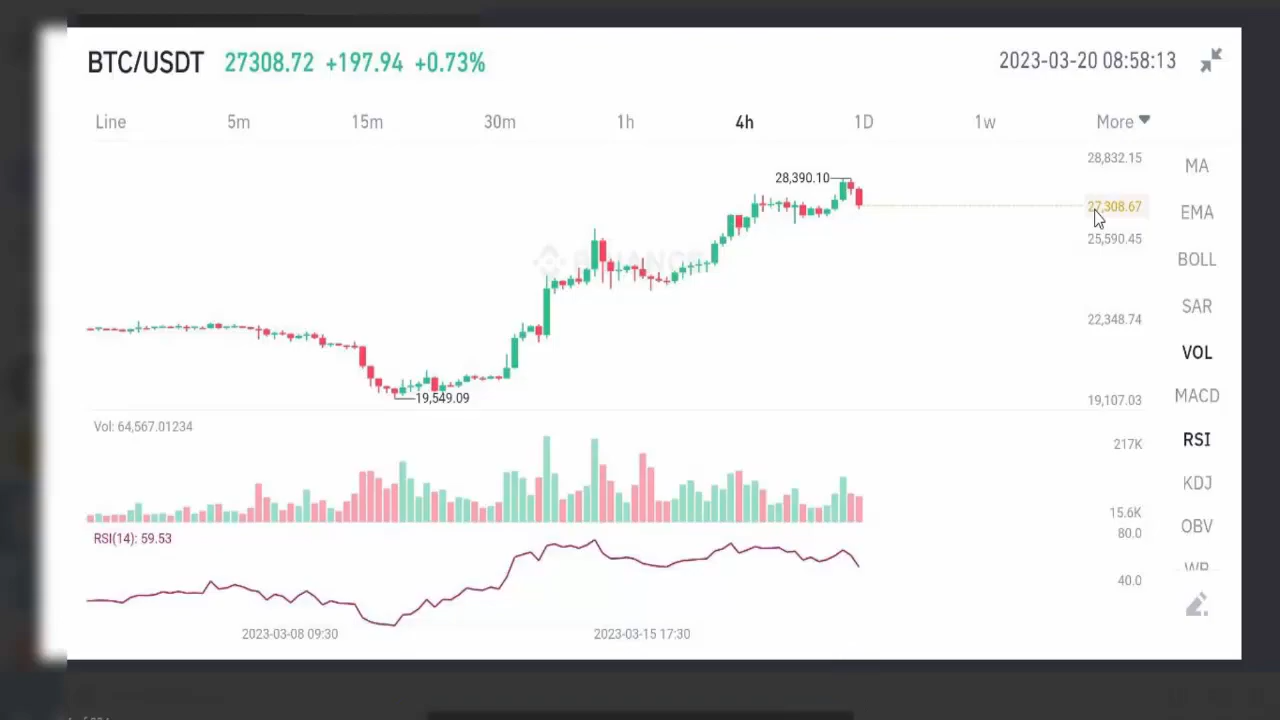 BTC/USDT 27308.72 +197.94 +0.73% 2023-03-20 08:58:13
Line 5m 15m 30m 1h 4h 1D 1w More
28,832.15
MA
28,390.10
27,308.67
EMA
25,590.45
BOLL
SAR
22,348.74
VOL
MACD
19,549.09
19,107.03
Vol: 64,567.01234
217K
RSI
KDJ
15.6K
OBV
RSI(14): 59.53
80.0
40.0
2023-03-08 09:30 2023-03-15 17:30